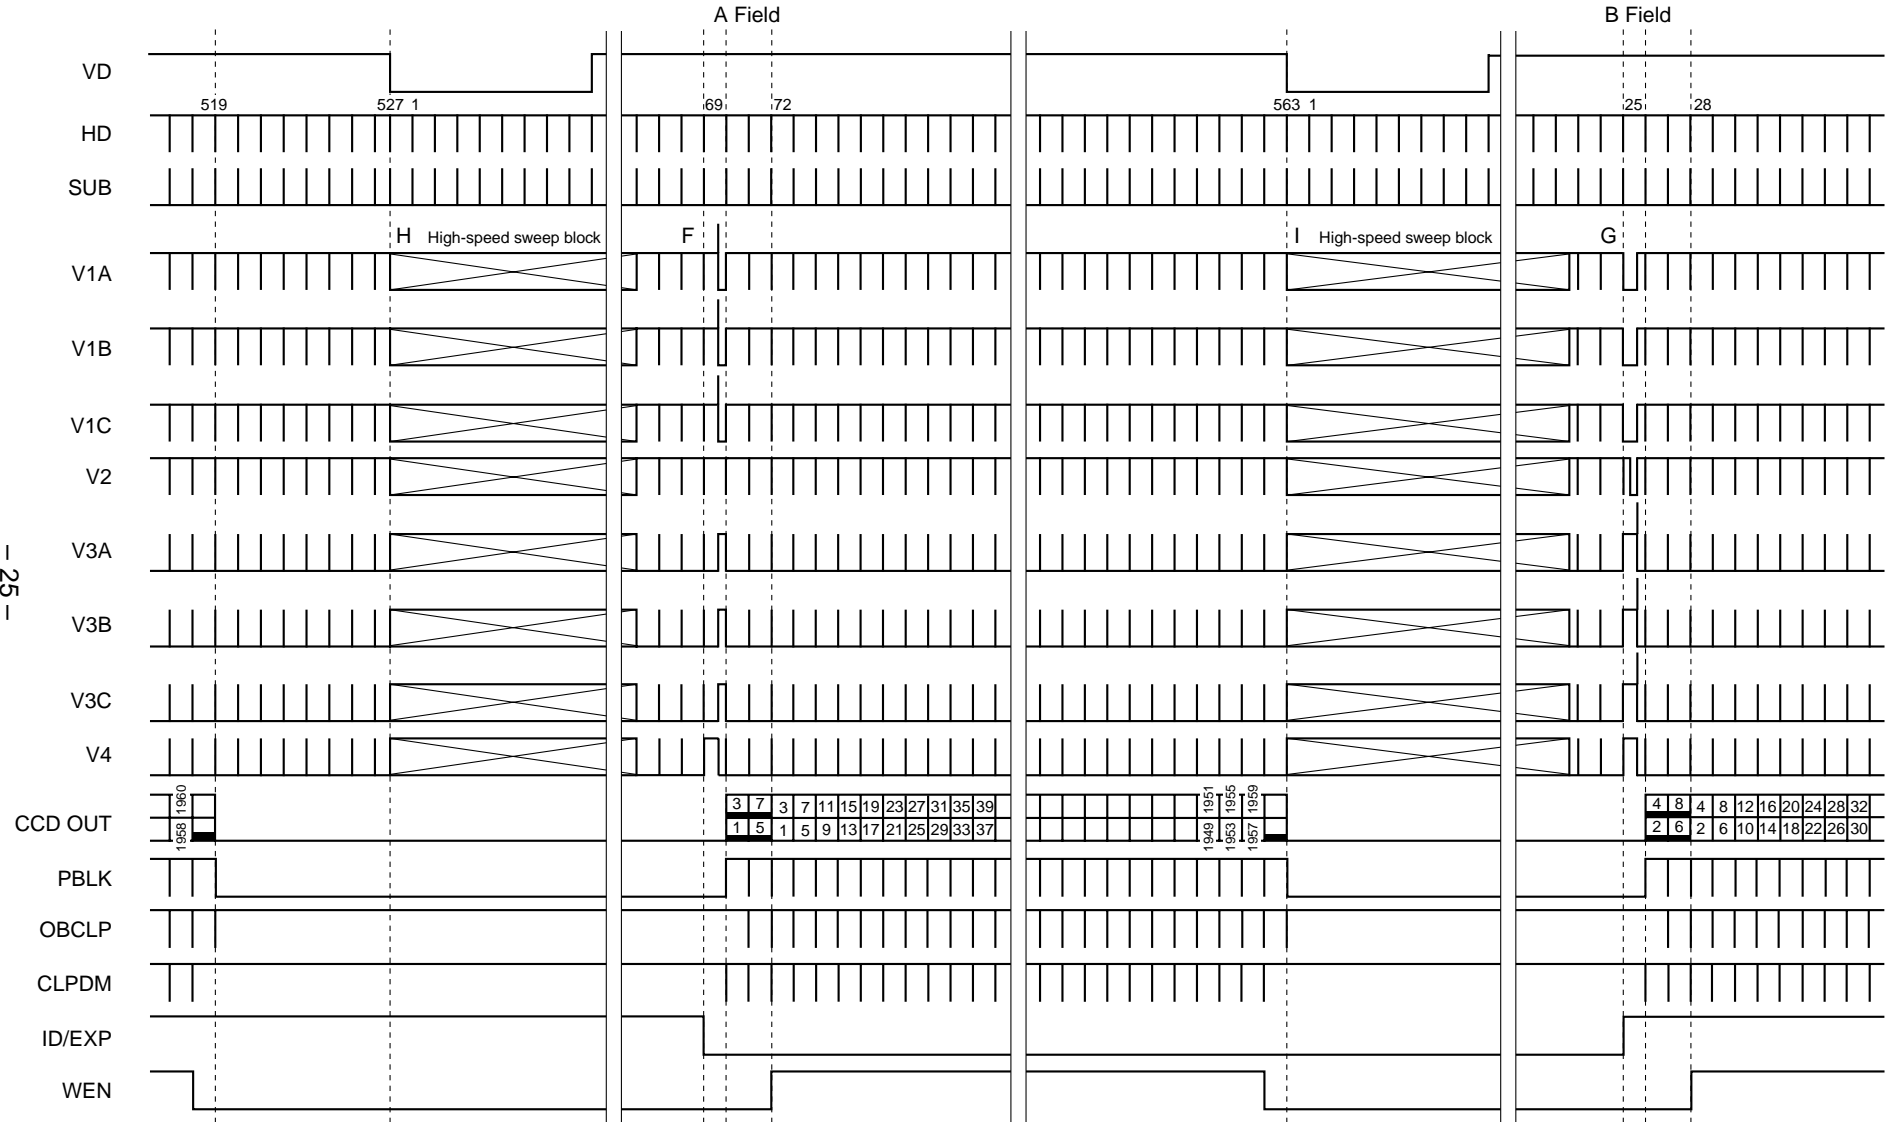 A Field B Field
VD
519 527 1 69 72 563 1 25 28
HD
SUB
H High-speed sweep block F I High-speed sweep block G
V1A
V1B
V1C
V2
V3A
– 25 –
V3B
V3C
V4
1960 3 7 3 7 11 15 19 23 27 31 35 39 1951 1955 1959 4 8 4 8 12 16 20 24 28 32
CCD OUT
1958 1 5 1 5 9 13 17 21 25 29 33 37 1949 1953 1957 2 6 2 6 10 14 18 22 26 30
PBLK
OBCLP
CLPDM
ID/EXP
WEN